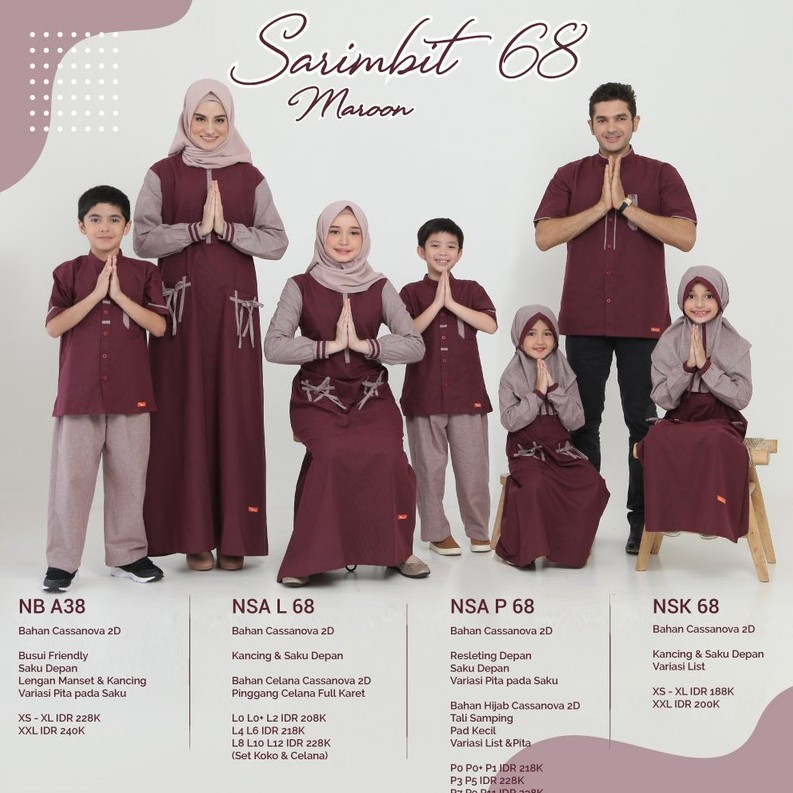 Sarimbit 68
Maroon
NB A38
Bahan Cassanova 2D
Busui Friendly
Saku Depan
Lengan Manset & Kancing
Variasi Pita pada Saku
XS - XL IDR 228K
XXL IDR 240K
NSA L 68
Bahan Cassanova 2D
Kancing & Saku Depan
Bahan Celana Cassanova 2D
Pinggang Celana Full Karet
L0 L0+ L2 IDR 208K
L4 L6 IDR 218K
L8 L10 L12 IDR 228K
(Set Koko & Celana)
NSA P 68
Bahan Cassanova 2D
Resleting Depan
Saku Depan
Variasi Pita pada Saku
Bahan Hijab Cassanova 2D
Tali Samping
Pad Kecil
Variasi List &Pita
P0 P0+ P1 IDR 218K
P3 P5 IDR 228K
P7 P9 P11 IDR 238K
NSK 68
Bahan Cassanova 2D
Kancing & Saku Depan
Variasi List
XS - XL IDR 188K
XXL IDR 200K